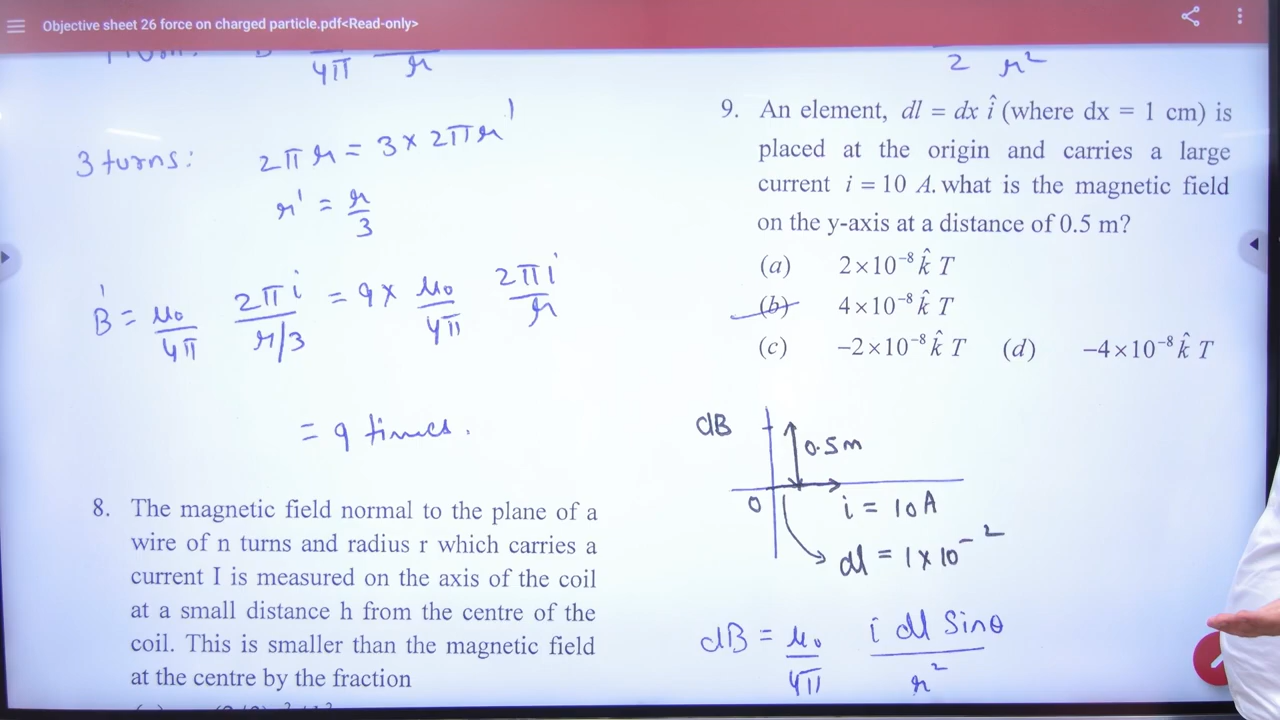 Objective sheet 26 force on charged particle.pdf<Read-only>
4π r
3 turns: 2πr = 3 × 2πr'
r' = r/3
B' = μ₀/4π 2πi/r/3 = 9 × μ₀/4π 2πi/r
= 9 times.
8. The magnetic field normal to the plane of a
wire of n turns and radius r which carries a
current I is measured on the axis of the coil
at a small distance h from the centre of the
coil. This is smaller than the magnetic field
at the centre by the fraction
2 r²
9. An element, dl = dx î (where dx = 1 cm) is
placed at the origin and carries a large
current i = 10 A. what is the magnetic field
on the y-axis at a distance of 0.5 m?
(a) 2×10⁻⁸ k̂ T
(b) 4×10⁻⁸ k̂ T
(c) −2×10⁻⁸ k̂ T (d) −4×10⁻⁸ k̂ T
dB
0.5m
0 i = 10A
dl = 1 × 10⁻²
dB = μ₀/4π i dl Sinθ/r²